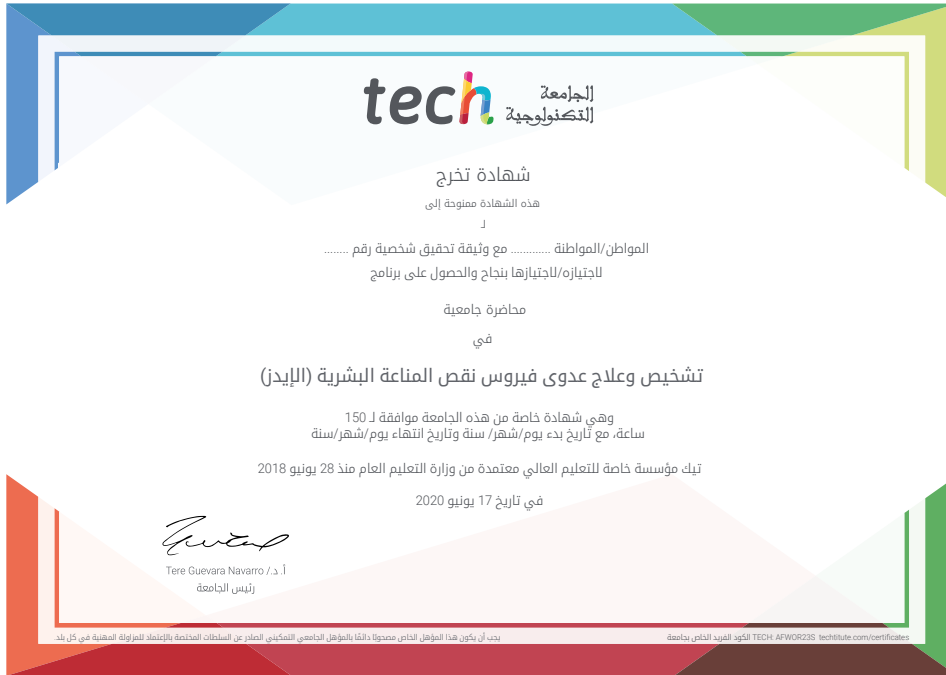 tech الجامعة
التكنولوجية
شهادة تخرج
هذه الشهادة ممنوحة إلى
لـ
المواطن/المواطنة ............ مع وثيقة تحقيق شخصية رقم ........
لاجتيازه/لاجتيازها بنجاح والحصول على برنامج
محاضرة جامعية
في
تشخيص وعلاج عدوى فيروس نقص المناعة البشرية (الإيدز)
وهي شهادة خاصة من هذه الجامعة موافقة لـ 150
ساعة، مع تاريخ بدء يوم/شهر/ سنة وتاريخ انتهاء يوم/شهر/سنة
تيك مؤسسة خاصة للتعليم العالي معتمدة من وزارة التعليم العام منذ 28 يونيو 2018
في تاريخ 17 يونيو 2020
أ. د./ Tere Guevara Navarro
رئيس الجامعة
يجب أن يكون هذا المؤهل الخاص مصحوبًا دائمًا بالمؤهل الجامعي التمكيني الصادر عن السلطات المختصة بالإعتماد للمزاولة المهنية في كل بلد.
الكود الفريد الخاص بجامعة TECH: AFWOR23S techtitute.com/certificates